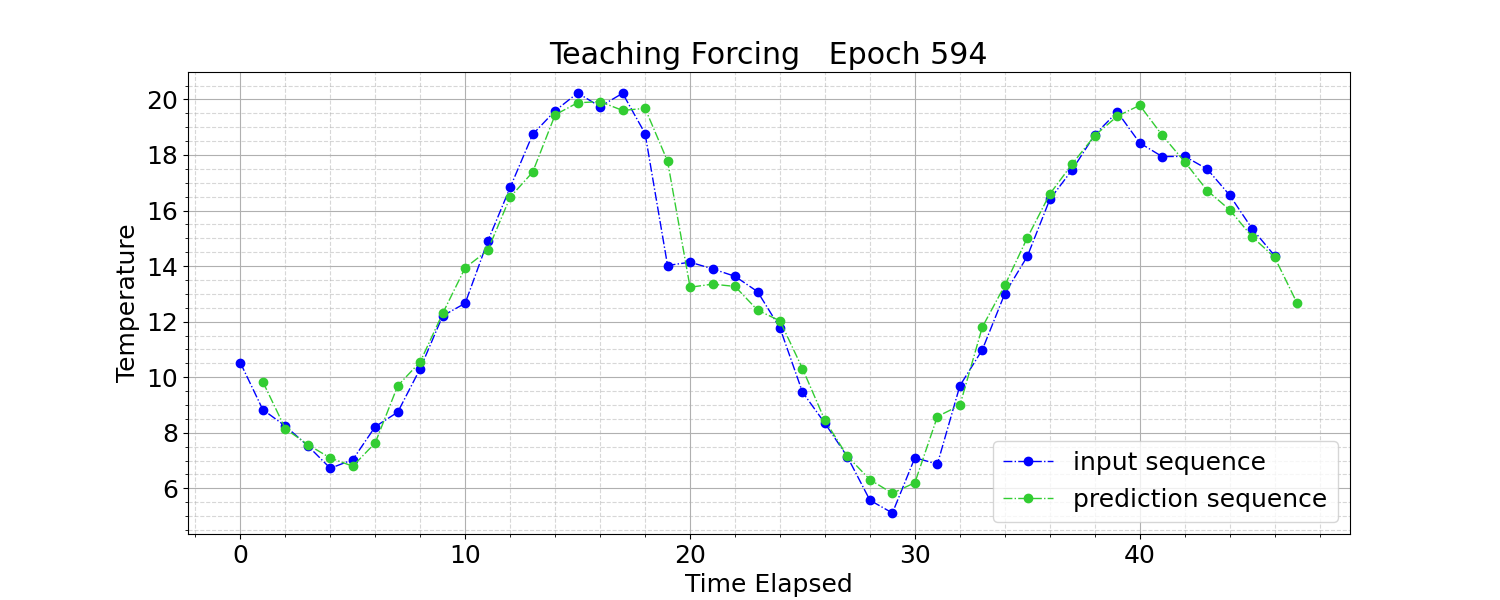 Teaching Forcing   Epoch 594
20
18
16
14
12
10
8
6
Temperature
0 10 20 30 40
Time Elapsed
input sequence
prediction sequence